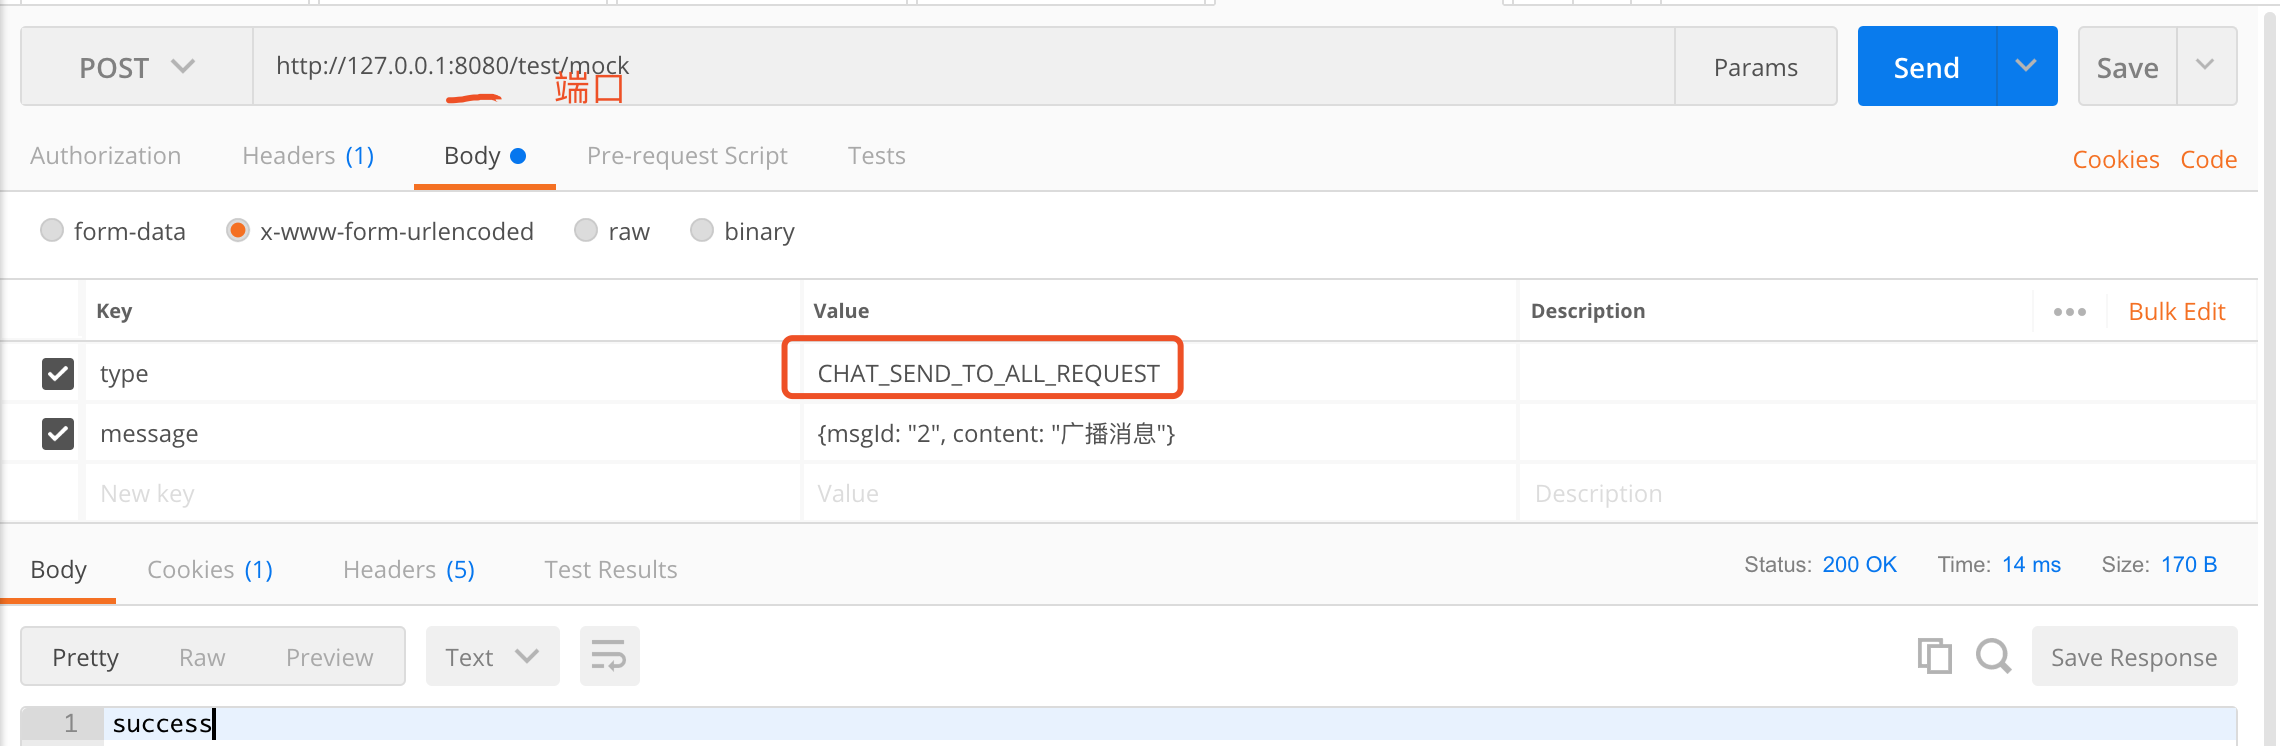 POST http://127.0.0.1:8080/test/mock Params Send Save
端口
Authorization Headers (1) Body Pre-request Script Tests Cookies Code
form-data x-www-form-urlencoded raw binary
Key Value Description Bulk Edit
type CHAT_SEND_TO_ALL_REQUEST
message {msgId: "2", content: "广播消息"}
New key Value Description
Body Cookies (1) Headers (5) Test Results Status: 200 OK Time: 14 ms Size: 170 B
Pretty Raw Preview Text Save Response
1 success